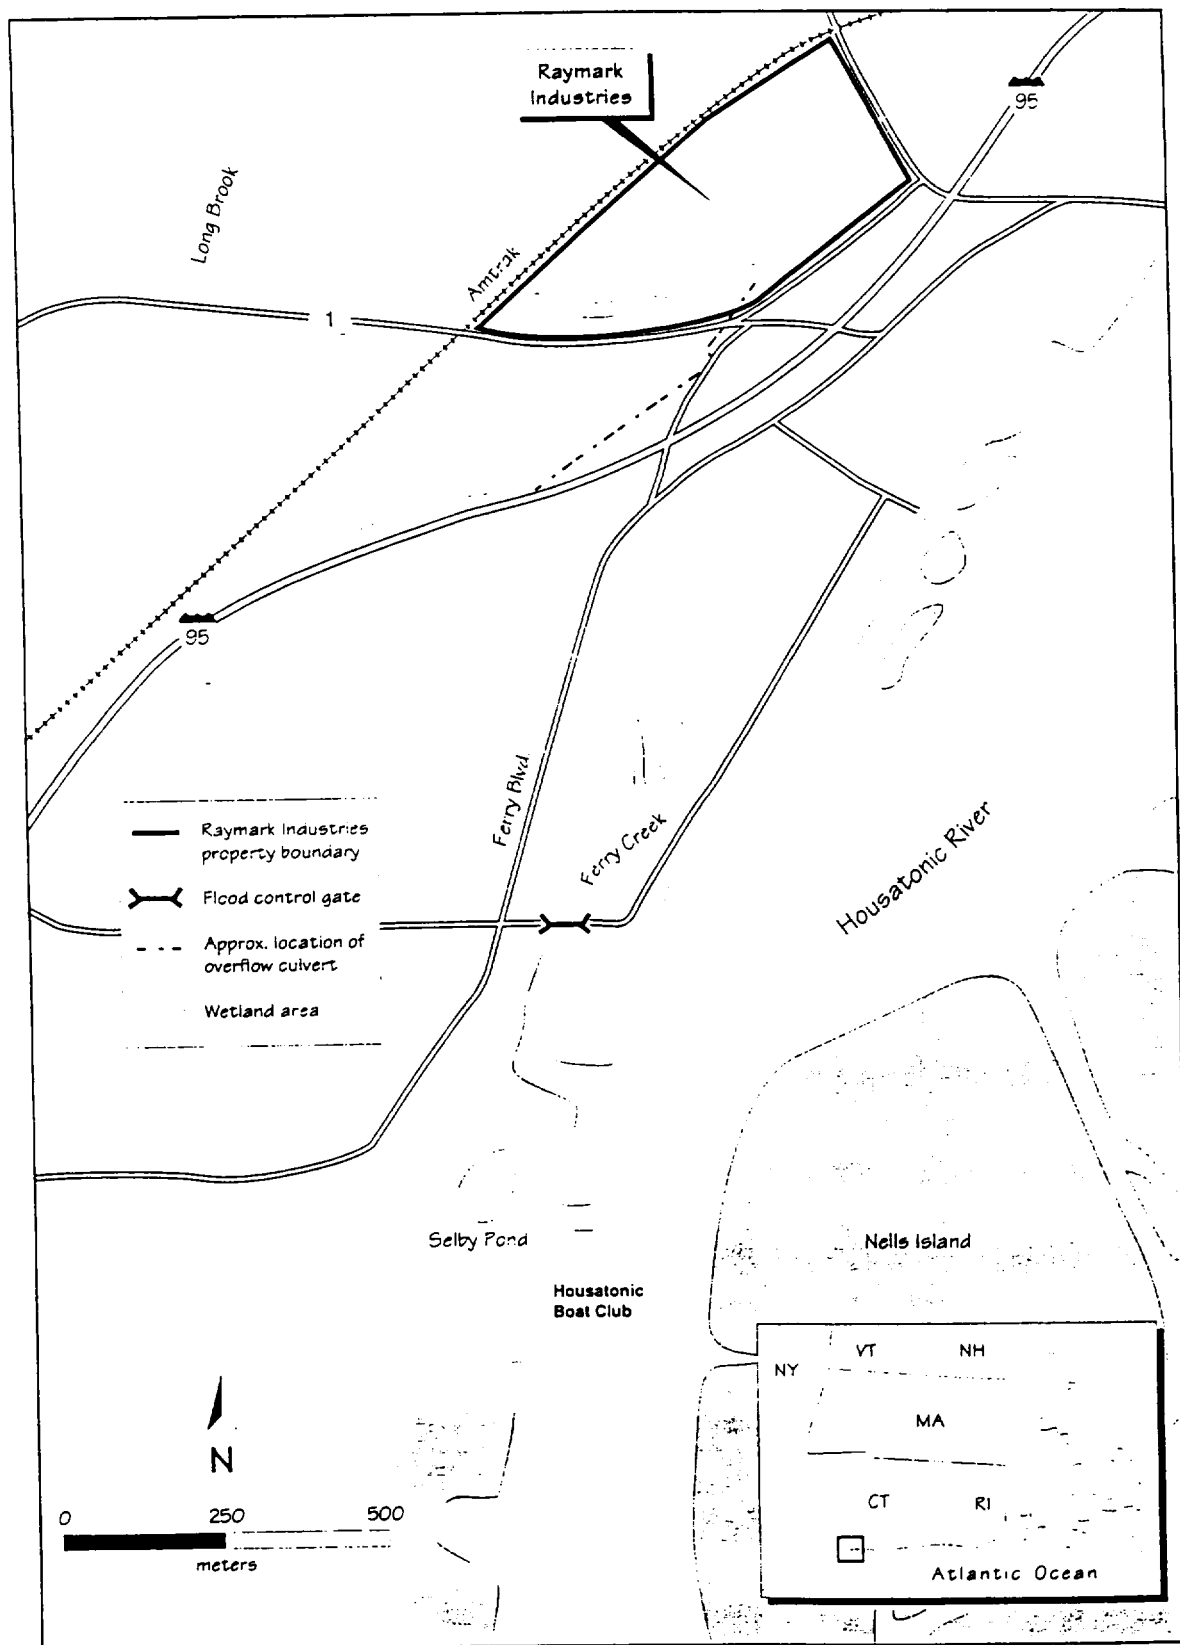 Raymark
Industries
95
Long Brook
Amtrak
1
95
Ferry Blvd.
Ferry Creek
Housatonic River
Raymark Industries
property boundary
Flood control gate
Approx. location of
overflow culvert
Wetland area
Selby Pond
Nells Island
Housatonic
Boat Club
VT
NH
NY
MA
CT
RI
Atlantic Ocean
N
0
250
500
meters